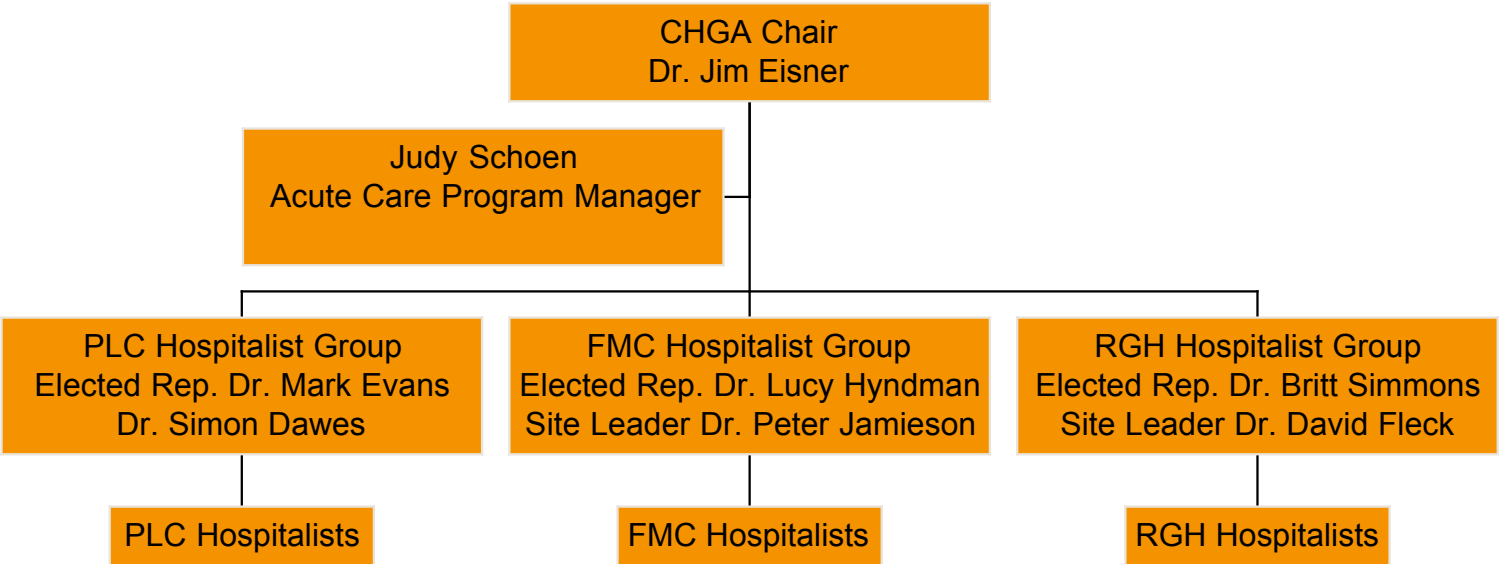 CHGA Chair
Dr. Jim Eisner
Judy Schoen
Acute Care Program Manager
PLC Hospitalist Group
Elected Rep. Dr. Mark Evans
Dr. Simon Dawes
FMC Hospitalist Group
Elected Rep. Dr. Lucy Hyndman
Site Leader Dr. Peter Jamieson
RGH Hospitalist Group
Elected Rep. Dr. Britt Simmons
Site Leader Dr. David Fleck
PLC Hospitalists
FMC Hospitalists
RGH Hospitalists